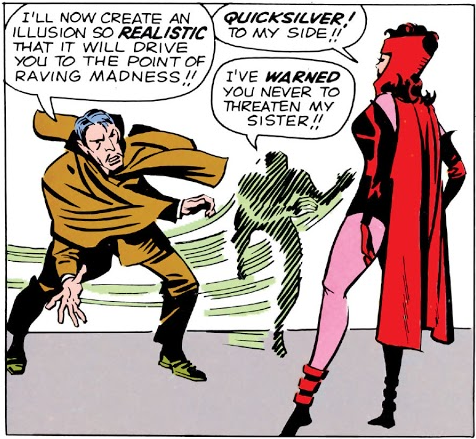 I'LL NOW CREATE AN
ILLUSION SO REALISTIC
THAT IT WILL DRIVE
YOU TO THE POINT OF
RAVING MADNESS!!
QUICKSILVER!
TO MY SIDE!!
I'VE WARNED
YOU NEVER TO
THREATEN MY
SISTER!!